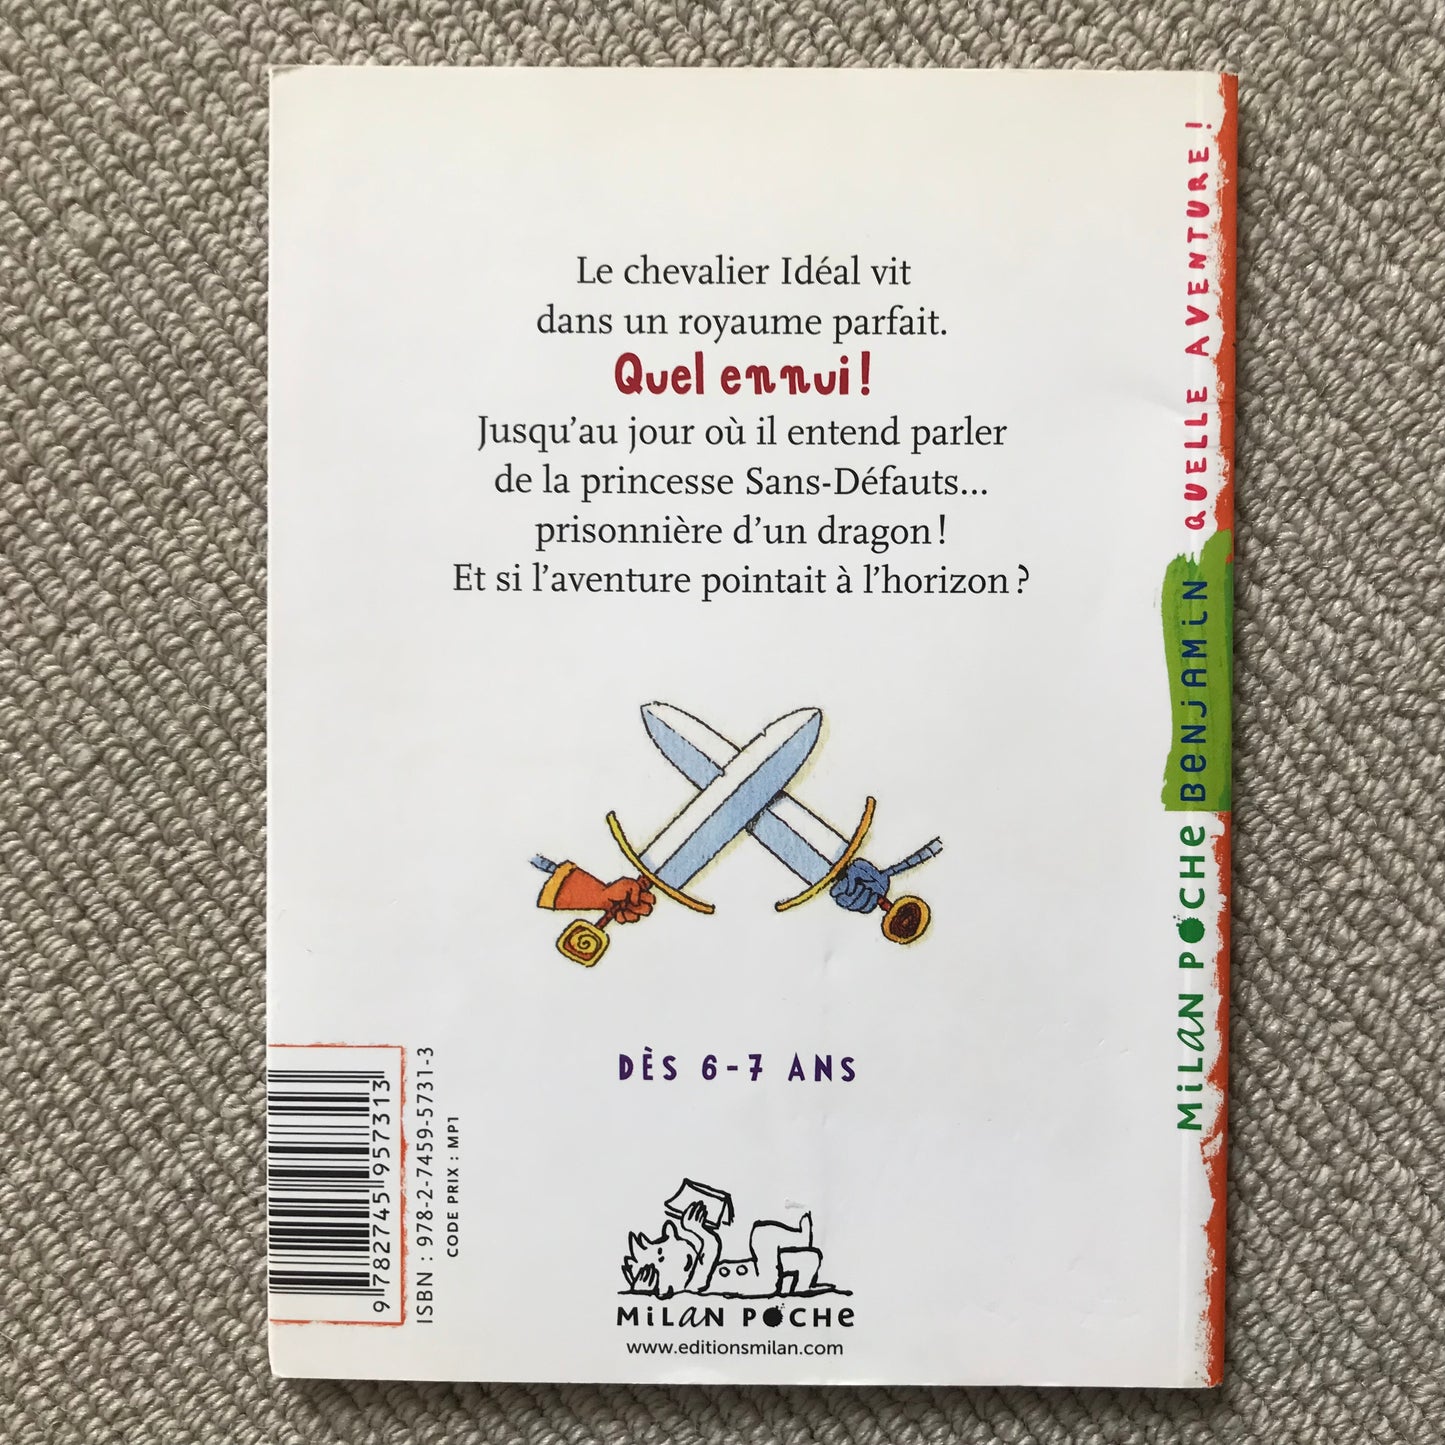 Le chevalier Idéal vit
dans un royaume parfait.
Quel ennui !
Jusqu'au jour où il entend parler
de la princesse Sans-Défauts...
prisonnière d'un dragon !
Et si l'aventure pointait à l'horizon ?
DÈS 6-7 ANS
MiLAN POCHE
www.editionsmilan.com
9 782745 957313
ISBN : 978-2-7459-5731-3
CODE PRIX : MP1
MiLAN POCHE BENJAMiN QUELLE AVENTURE !